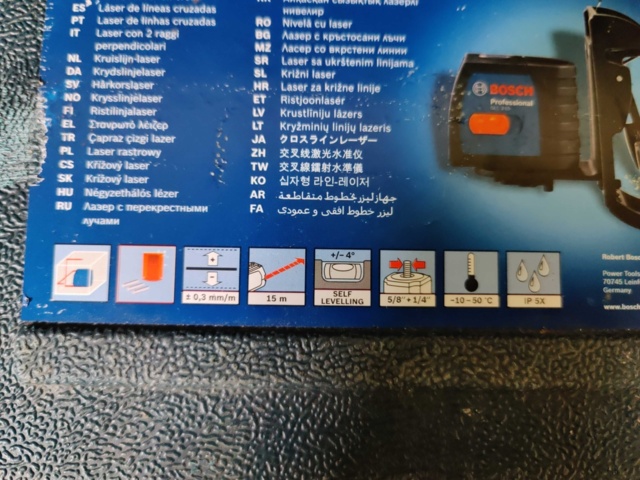 ES Láser de líneas cruzadas
PT Laser de linhas cruzadas
IT Laser con 2 raggi
perpendicolari
NL Kruislijn-laser
DA Krydslinjelaser
SV Hårkorslaser
NO Krysslinjelaser
FI Ristilinjalaser
EL Σταυρωτό λέιζερ
TR Çapraz çizgi lazer
PL Laser rastrowy
CS Křížový laser
SK Krížový laser
HU Négyzethálós lézer
RU Лазер с перекрестными
лучами
нивелир
RO Nivelă cu laser
BG Лазер с кръстосани лъчи
MZ Ласер со вкрстени линии
SR Laser sa ukrštenim linijama
SL Križni laser
HR Laser za križne linije
ET Ristjoonlaser
LV Krustlīniju lāzers
LT Kryžminių linijų lazeris
JA クロスラインレーザー
ZH 交叉线激光水准仪
TW 交叉線鐳射水準儀
KO 십자형 라인-레이저
AR جهاز ليزر بخطوط متقاطعة
FA ليزر خطوط افقی و عمودی
BOSCH
Professional
± 0,3 mm/m
15 m
+/– 4°
SELF
LEVELLING
5/8"+1/4"
–10–50°C
IP 5X
Robert Bosc
Power Tools
70745 Leinf
Germany
www.bosch